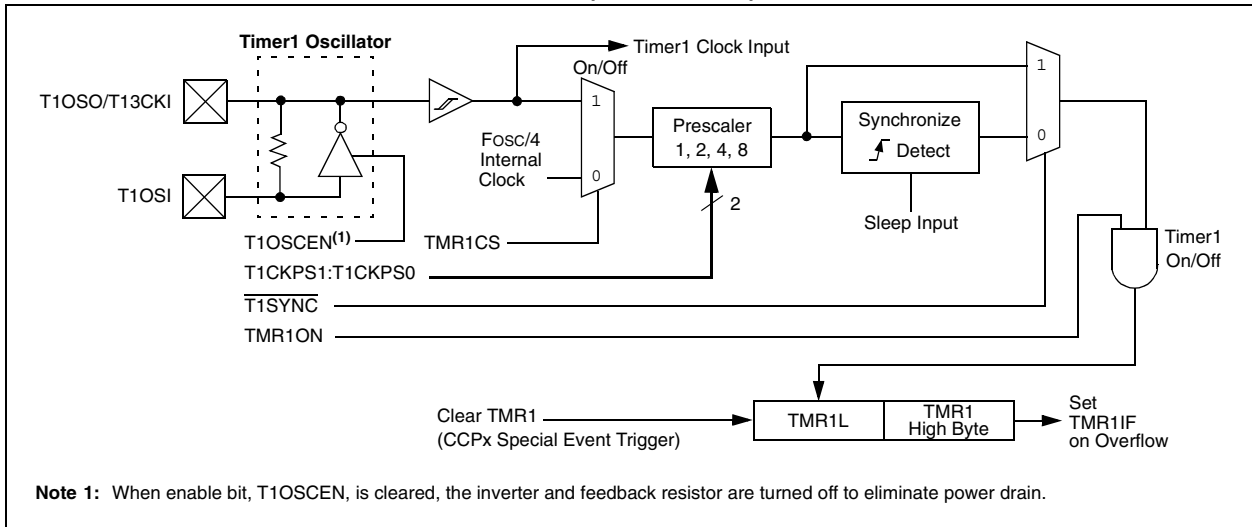 Timer1 Oscillator
Timer1 Clock Input
On/Off
T1OSO/T13CKI
1
1
FOSC/4
Internal
Clock
Prescaler
1, 2, 4, 8
Synchronize
Detect
0
0
T1OSI
2
Sleep Input
T1OSCEN(1)
TMR1CS
Timer1
On/Off
T1CKPS1:T1CKPS0
T1SYNC
TMR1ON
Clear TMR1
(CCPx Special Event Trigger)
TMR1L
TMR1
High Byte
Set
TMR1IF
on Overflow
Note 1: When enable bit, T1OSCEN, is cleared, the inverter and feedback resistor are turned off to eliminate power drain.